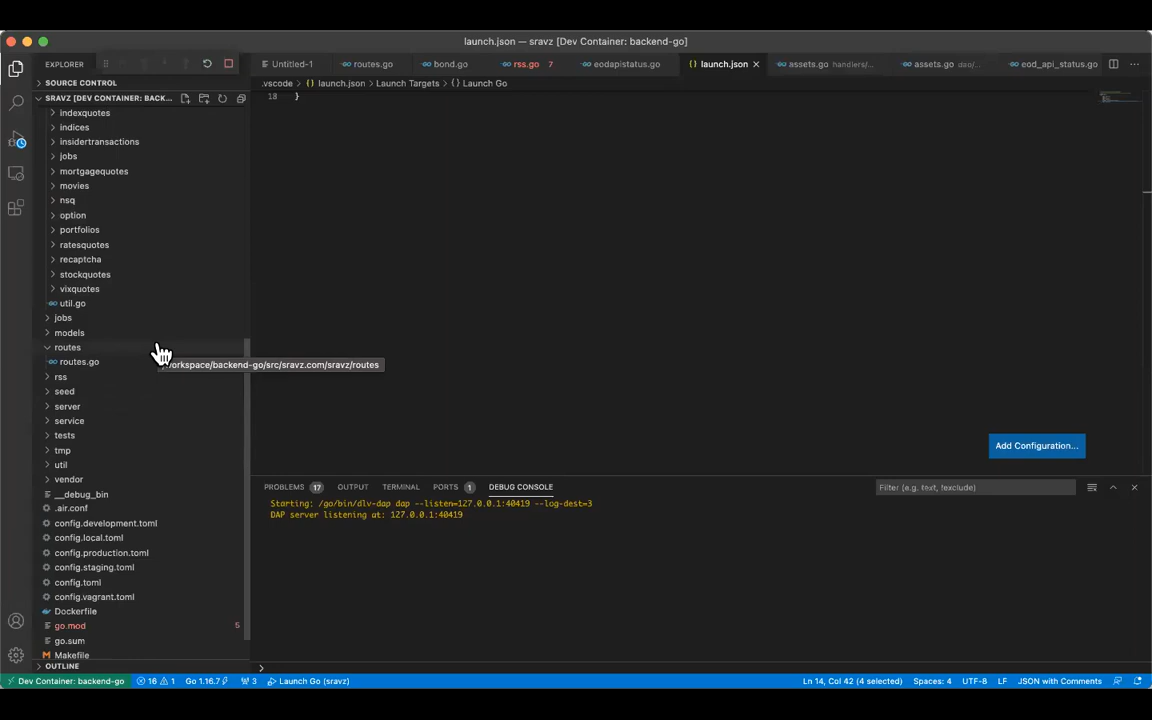 launch.json — sravz [Dev Container: backend-go]
EXPLORER
Untitled-1
routes.go
bond.go
rss.go 7
eodapistatus.go
launch.json
assets.go handlers/...
assets.go dao/...
eod_api_status.go
SOURCE CONTROL
.vscode > launch.json > Launch Targets > {} Launch Go
SRAVZ [DEV CONTAINER: BACK...
18 }
indexquotes
indices
insidertransactions
jobs
mortgagequotes
movies
nsq
option
portfolios
ratesquotes
recaptcha
stockquotes
vixquotes
util.go
jobs
models
routes
routes.go
/workspace/backend-go/src/sravz.com/sravz/routes
rss
seed
server
service
tests
tmp
util
vendor
__debug_bin
.air.conf
config.development.toml
config.local.toml
config.production.toml
config.staging.toml
config.toml
config.vagrant.toml
Dockerfile
go.mod 5
go.sum
Makefile
OUTLINE
Add Configuration...
PROBLEMS 17 OUTPUT TERMINAL PORTS 1 DEBUG CONSOLE
Filter (e.g. text, !exclude)
Starting: /go/bin/dlv-dap dap --listen=127.0.0.1:40419 --log-dest=3
DAP server listening at: 127.0.0.1:40419
Dev Container: backend-go 16 1 Go 1.16.7 3 Launch Go (sravz) Ln 14, Col 42 (4 selected) Spaces: 4 UTF-8 LF JSON with Comments